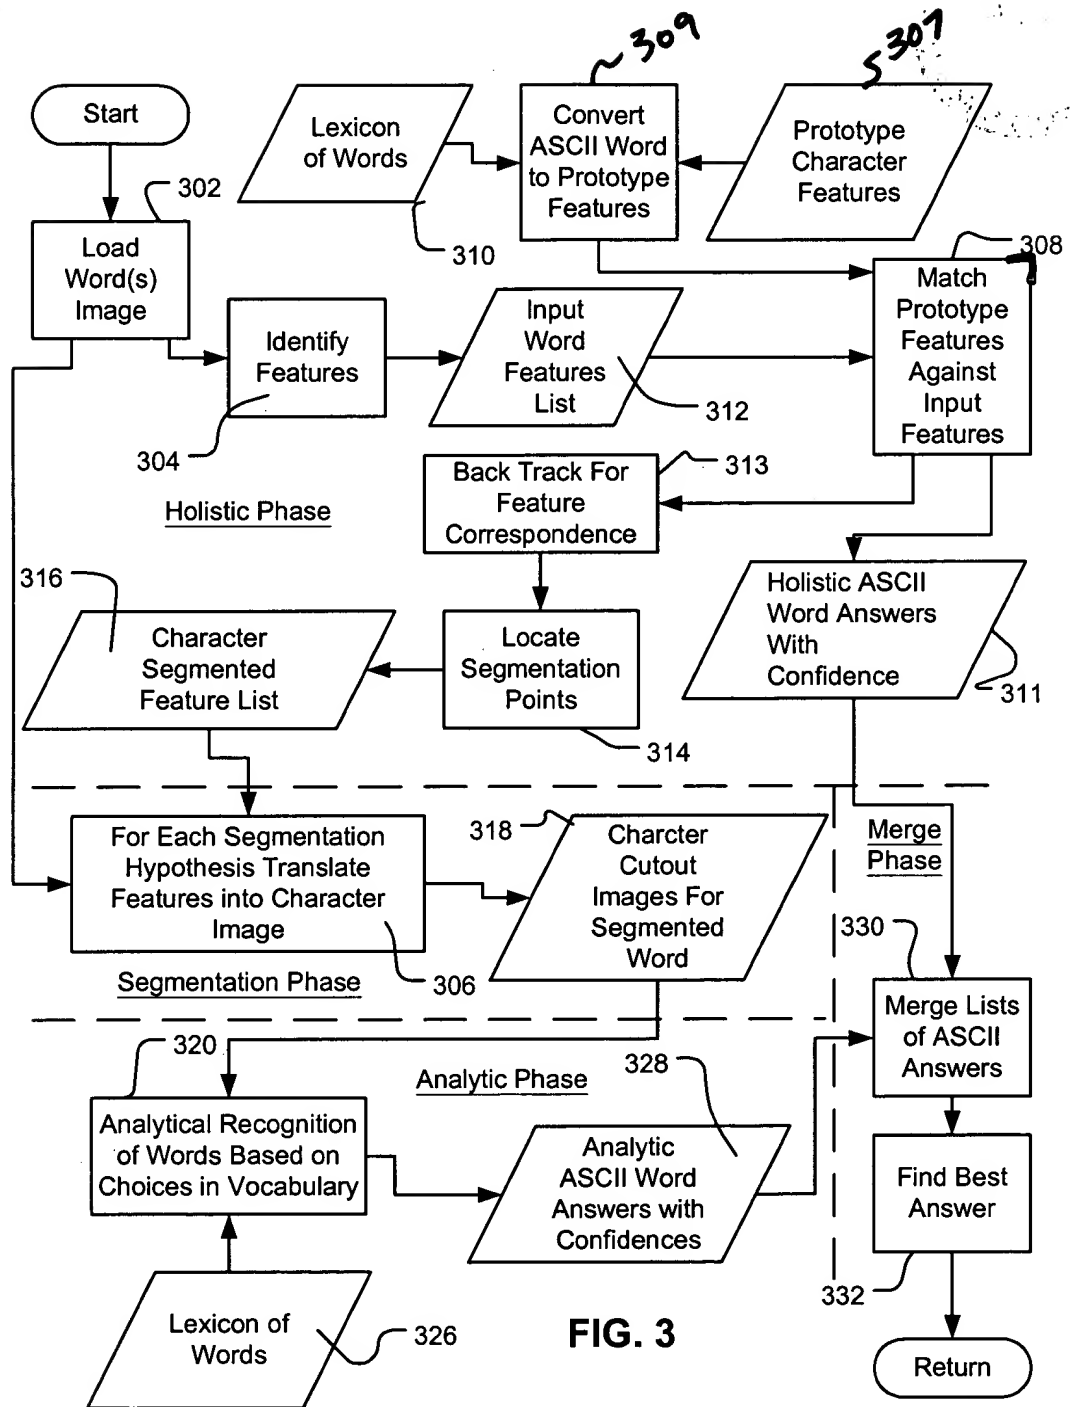 309
307
Start
Lexicon
of Words
Convert
ASCII Word
to Prototype
Features
Prototype
Character
Features
302
310
308
Load
Word(s)
Image
Identify
Features
Input
Word
Features
List
Match
Prototype
Features
Against
Input
Features
304
312
313
Holistic Phase
Back Track For
Feature
Correspondence
316
Holistic ASCII
Word Answers
With
Confidence
Character
Segmented
Feature List
Locate
Segmentation
Points
311
314
For Each Segmentation
Hypothesis Translate
Features into Character
Image
318
Charcter
Cutout
Images For
Segmented
Word
Merge
Phase
330
Segmentation Phase
306
Merge Lists
of ASCII
Answers
320
Analytic Phase
328
Analytical Recognition
of Words Based on
Choices in Vocabulary
Analytic
ASCII Word
Answers with
Confidences
Find Best
Answer
332
Lexicon of
Words
326
FIG. 3
Return